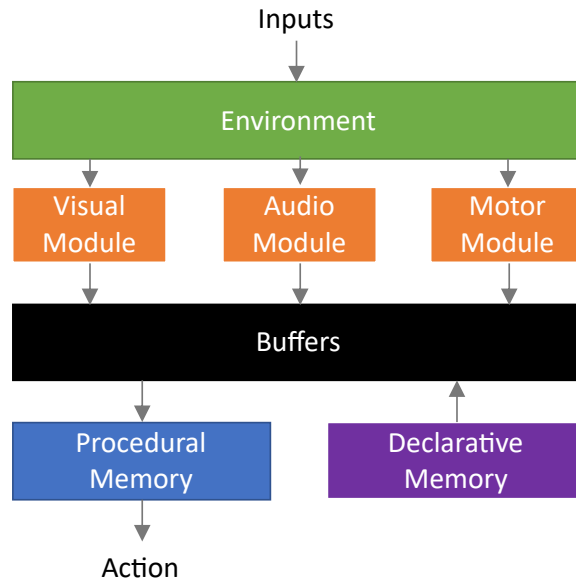 Inputs
Environment
Visual
Module
Audio
Module
Motor
Module
Buffers
Procedural
Memory
Declarative
Memory
Action